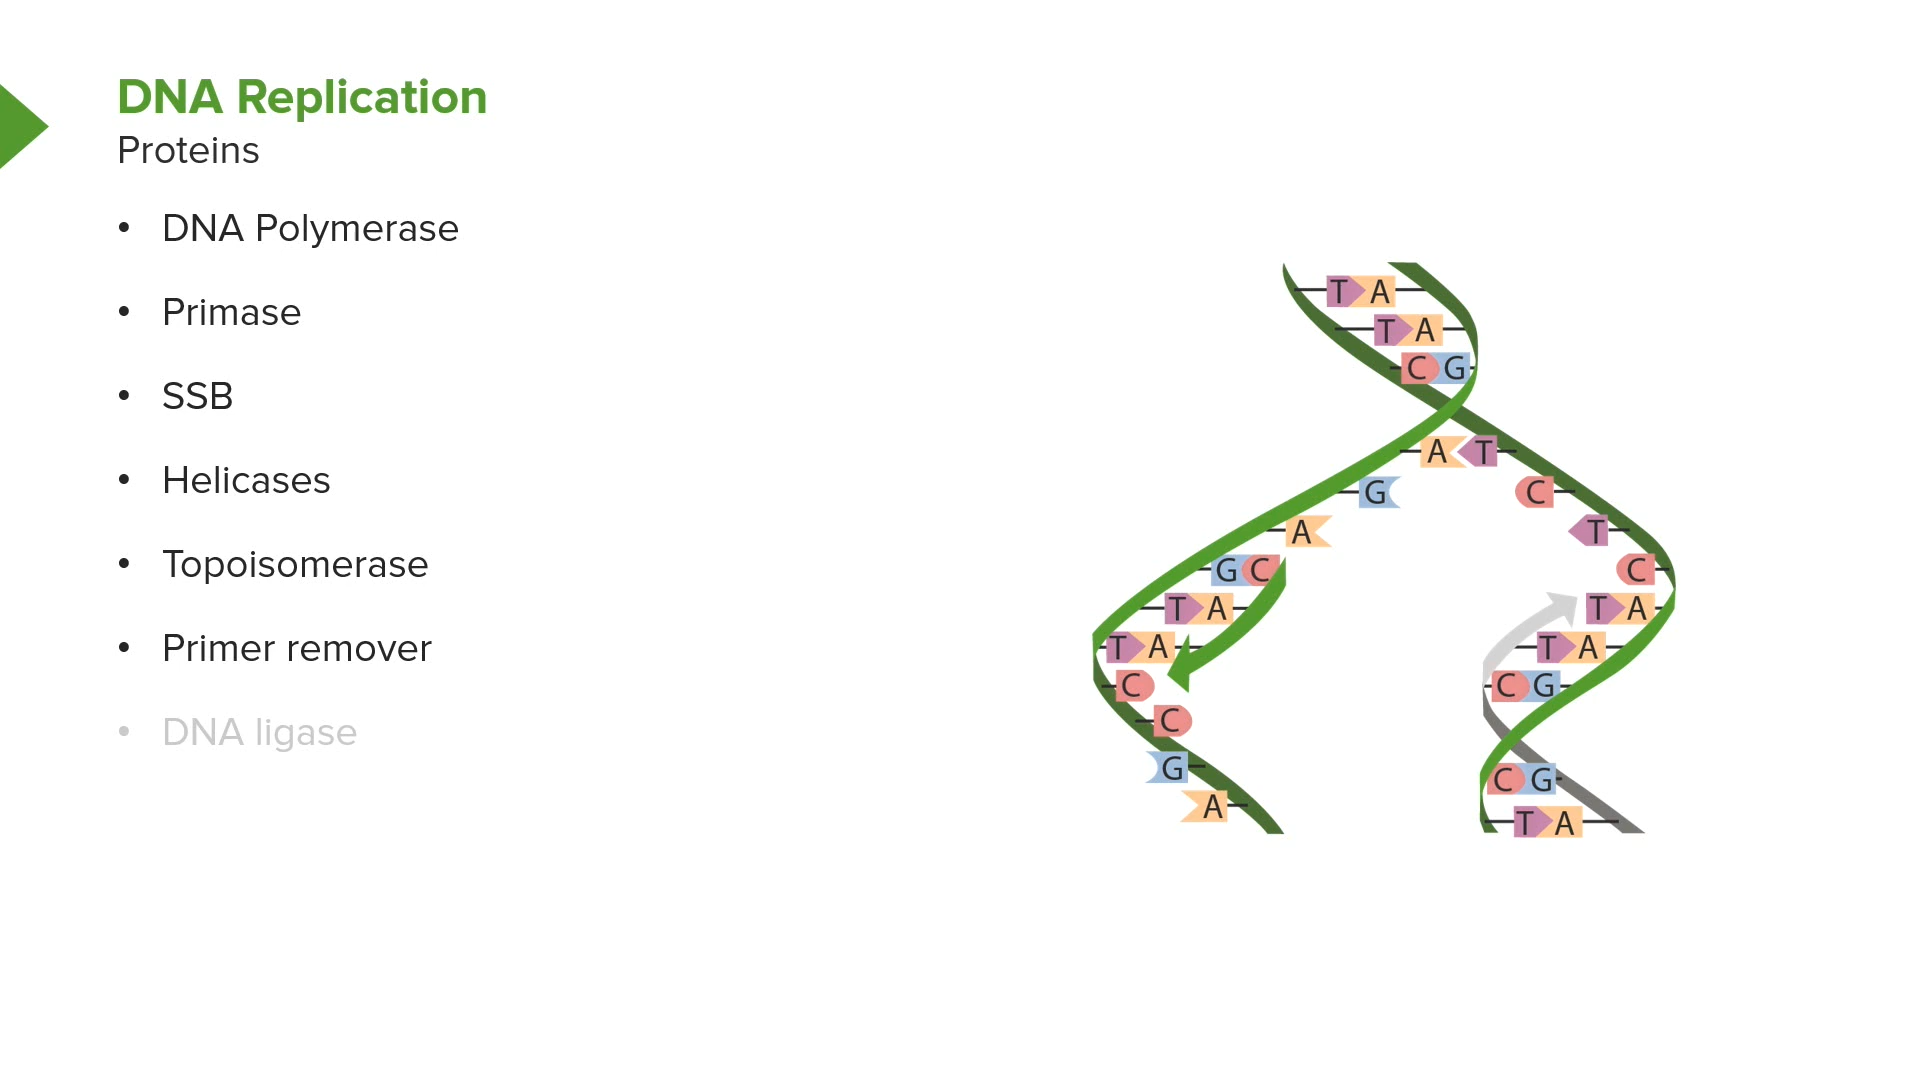 DNA Replication
Proteins
• DNA Polymerase
• Primase
• SSB
• Helicases
• Topoisomerase
• Primer remover
• DNA ligase
T A
T A
C G
A T
G C
A T
G C C
T A T A
T A T A
C C G
C
G C G
A T A